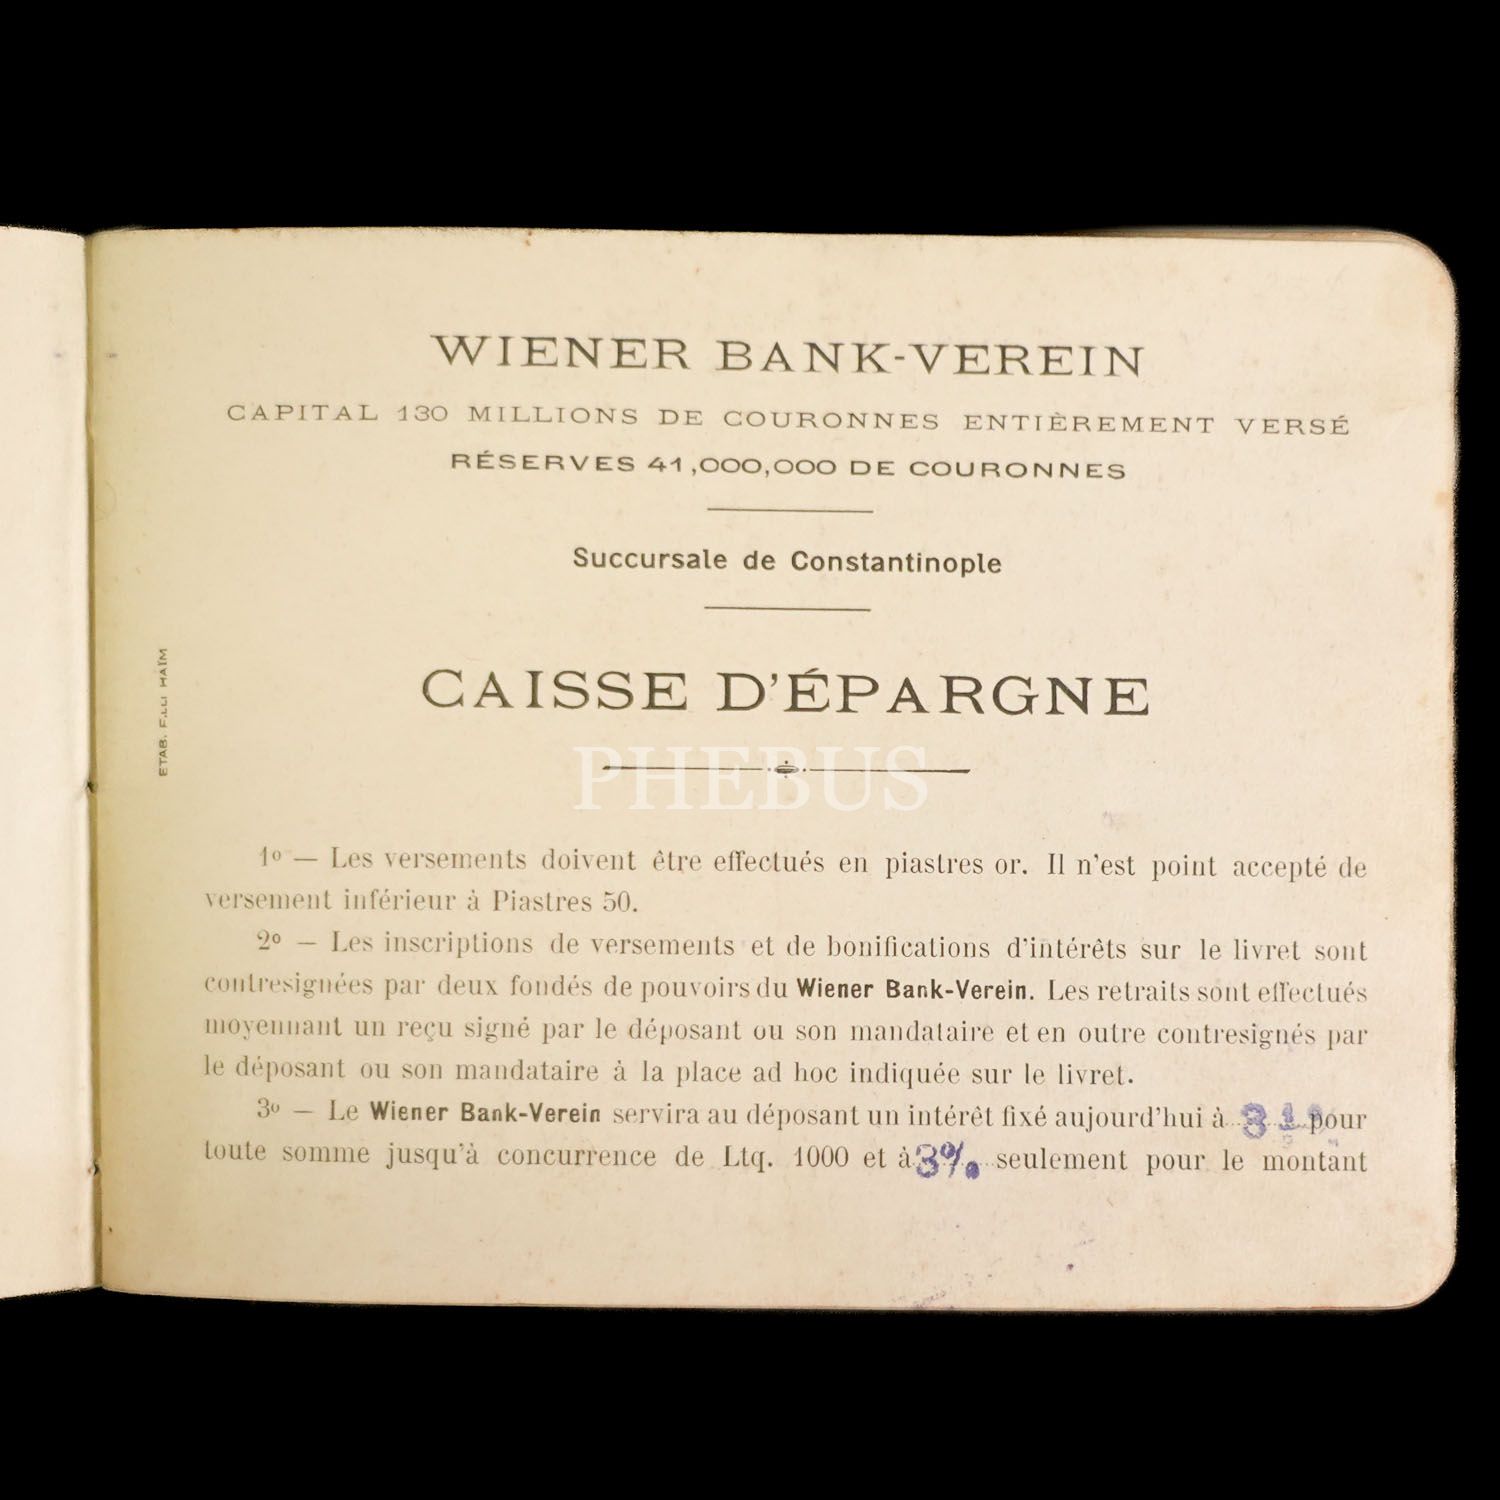 WIENER BANK-VEREIN
CAPITAL 130 MILLIONS DE COURONNES ENTIÈREMENT VERSÉ
RÉSERVES 41,000,000 DE COURONNES
Succursale de Constantinople
CAISSE D'ÉPARGNE
PHEBUS
ETAB. F.LLI HAÏM
1º — Les versements doivent être effectués en piastres or. Il n'est point accepté de
versement inférieur à Piastres 50.
2º — Les inscriptions de versements et de bonifications d'intérêts sur le livret sont
contresignées par deux fondés de pouvoirs du Wiener Bank-Verein. Les retraits sont effectués
moyennant un reçu signé par le déposant ou son mandataire et en outre contresignés par
le déposant ou son mandataire à la place ad hoc indiquée sur le livret.
3º — Le Wiener Bank-Verein servira au déposant un intérêt fixé aujourd'hui à 3 pour
toute somme jusqu'à concurrence de Ltq. 1000 et à 3% seulement pour le montant